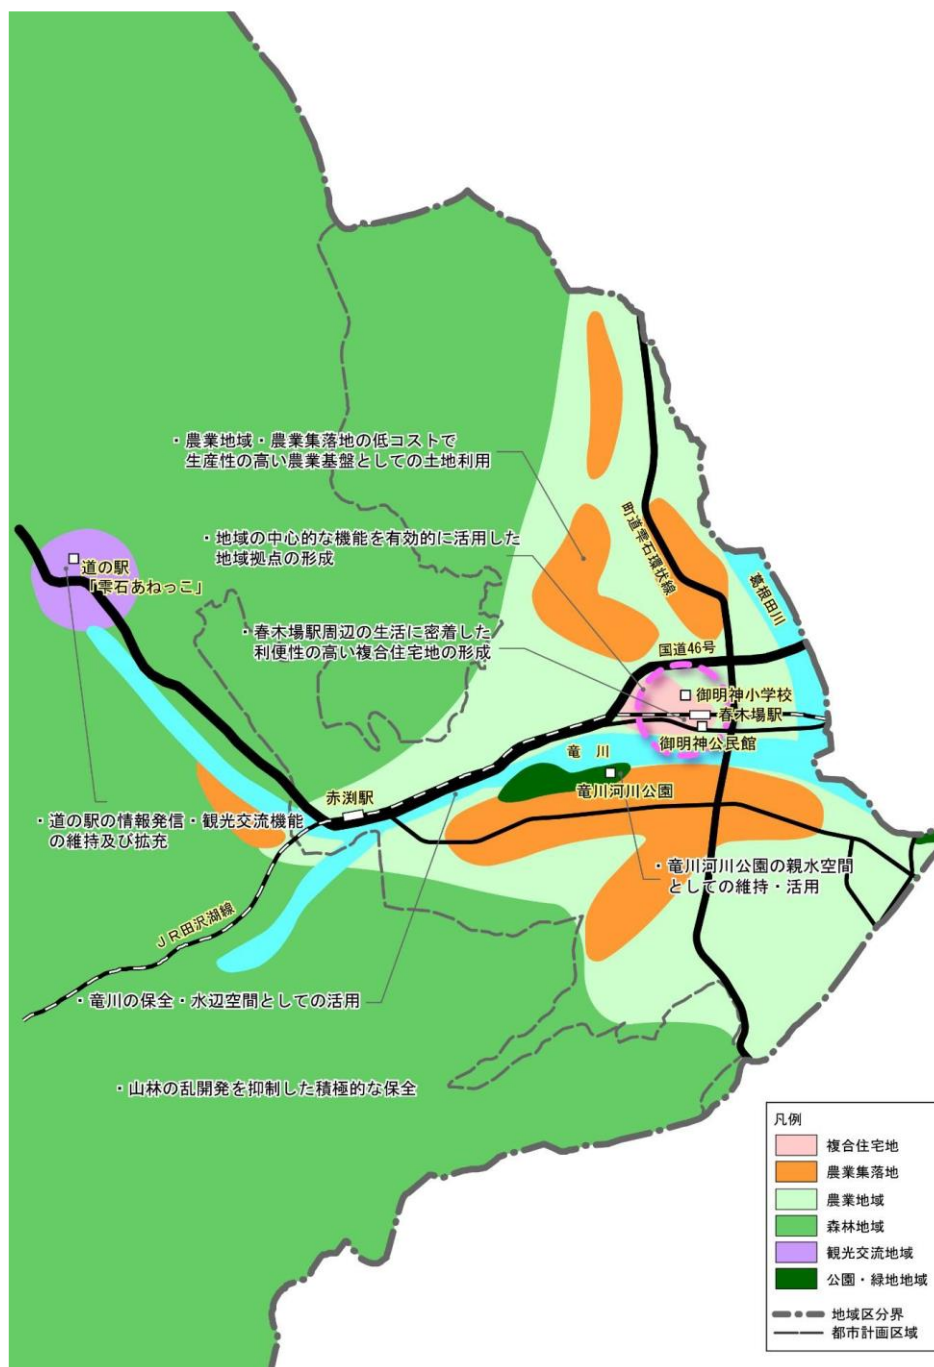 ・農業地域・農業集落地の低コストで
生産性の高い農業基盤としての土地利用
町道雫石環状線
・地域の中心的な機能を有効的に活用した
地域拠点の形成
道の駅
「雫石あねっこ」
葛根田川
・春木場駅周辺の生活に密着した
利便性の高い複合住宅地の形成
国道46号
御明神小学校
春木場駅
御明神公民館
竜川
竜川河川公園
赤渕駅
・道の駅の情報発信・観光交流機能
の維持及び拡充
・竜川河川公園の親水空間
としての維持・活用
JR田沢湖線
・竜川の保全・水辺空間としての活用
・山林の乱開発を抑制した積極的な保全
凡例
複合住宅地
農業集落地
農業地域
森林地域
観光交流地域
公園・緑地地域
地域区分界
都市計画区域